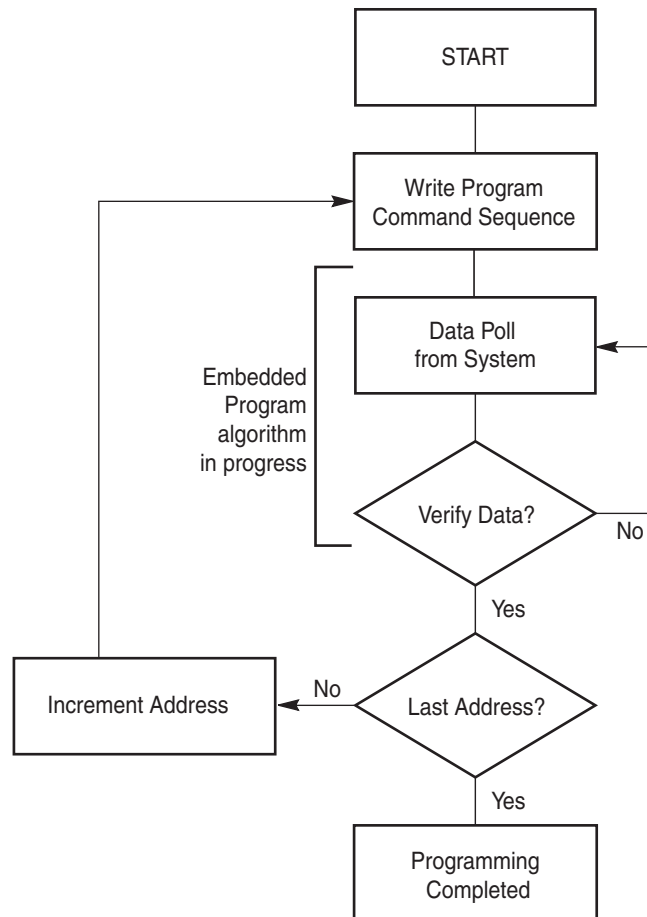 START
Write Program
Command Sequence
Data Poll
from System
Embedded
Program
algorithm
in progress
Verify Data?
No
Yes
Increment Address
No
Last Address?
Yes
Programming
Completed